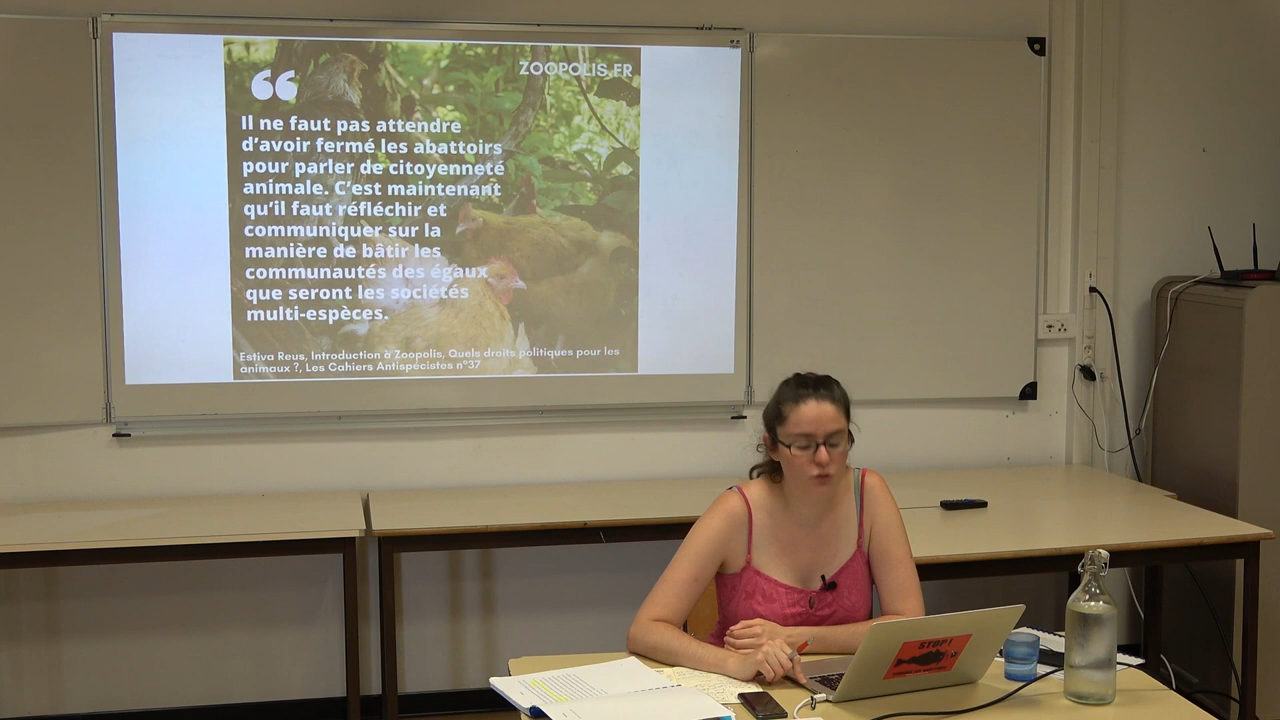 ZOOPOLIS.FR
“
Il ne faut pas attendre
d’avoir fermé les abattoirs
pour parler de citoyenneté
animale. C’est maintenant
qu’il faut réfléchir et
communiquer sur la
manière de bâtir les
communautés des égaux
que seront les sociétés
multi-espèces.
Estiva Reus, Introduction à Zoopolis, Quels droits politiques pour les
animaux ?, Les Cahiers Antispécistes n°37
STOP!